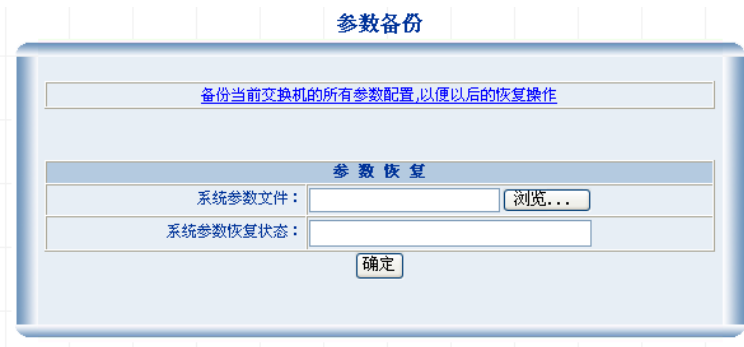 参数备份
备份当前交换机的所有参数配置,以便以后的恢复操作
参 数 恢 复
系统参数文件： 浏览...
系统参数恢复状态：
确定